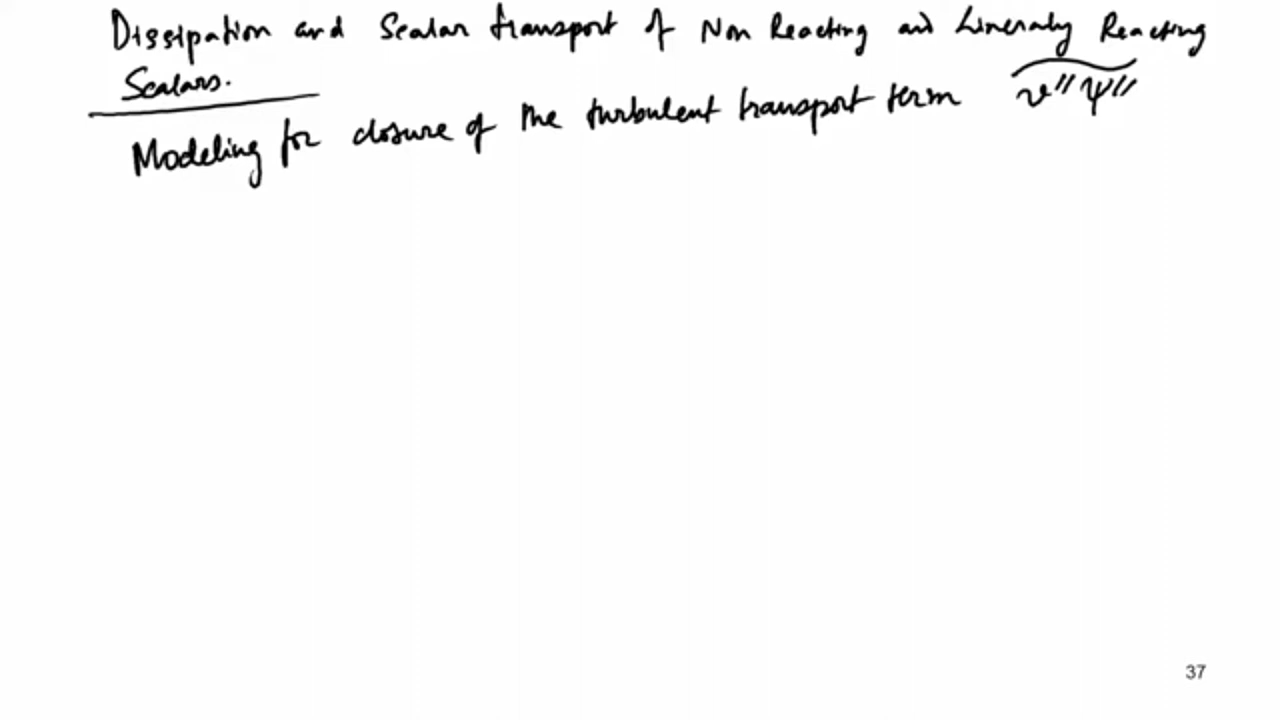 Dissipation and Scalar transport of Non Reacting and Linerarly Reacting
Scalars.
Modeling for closure of the turbulent transport term v''ψ''
37